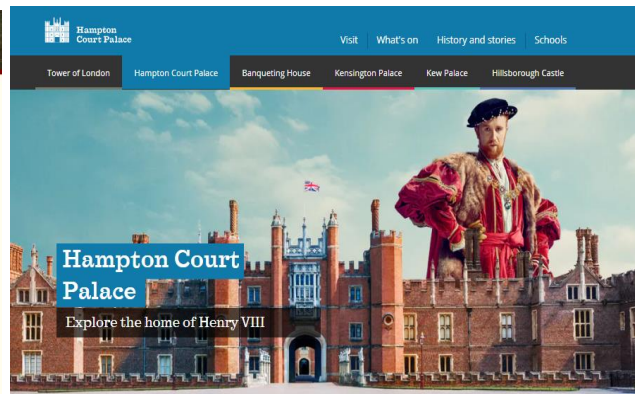 Hampton
Court Palace
Visit
What's on
History and stories
Schools
Tower of London
Hampton Court Palace
Banqueting House
Kensington Palace
Kew Palace
Hillsborough Castle
Hampton Court
Palace
Explore the home of Henry VIII